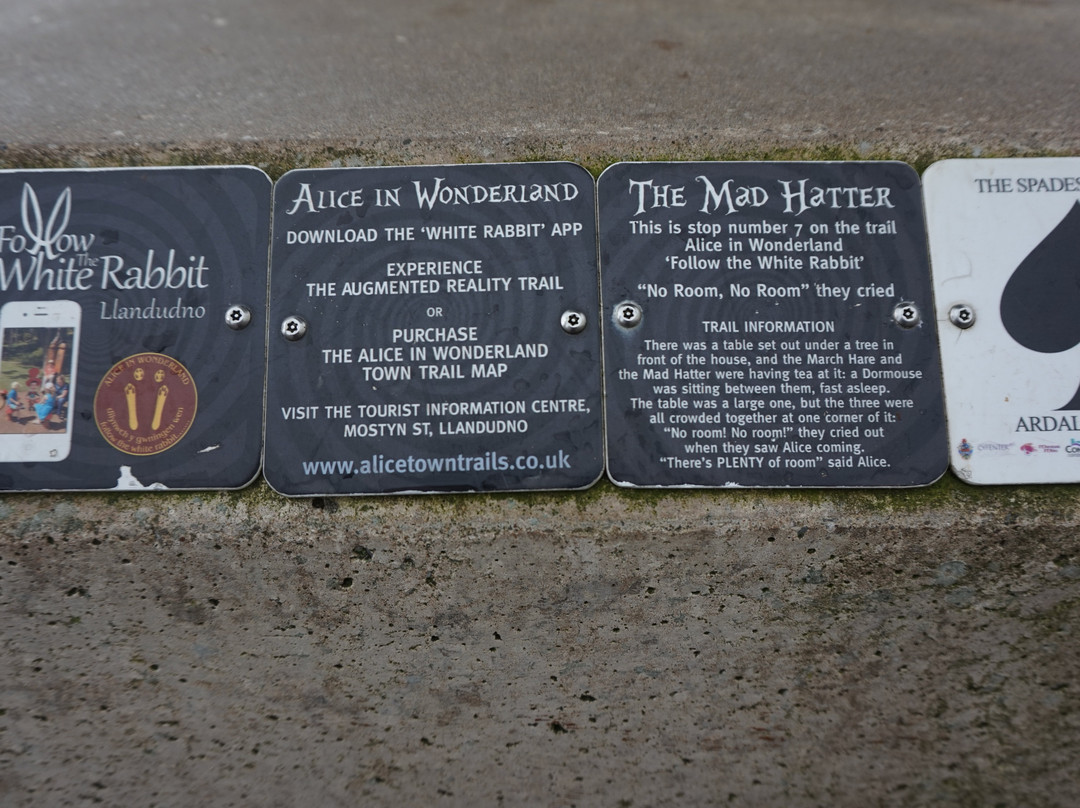 Follow
The
White Rabbit
Llandudno
ALICE IN WONDERLAND
follow the white rabbit
ALICE IN WONDERLAND
DOWNLOAD THE ‘WHITE RABBIT’ APP
EXPERIENCE
THE AUGMENTED REALITY TRAIL
OR
PURCHASE
THE ALICE IN WONDERLAND
TOWN TRAIL MAP
VISIT THE TOURIST INFORMATION CENTRE,
MOSTYN ST, LLANDUDNO
www.alicetowntrails.co.uk
THE MAD HATTER
This is stop number 7 on the trail
Alice in Wonderland
‘Follow the White Rabbit’
“No Room, No Room” they cried
TRAIL INFORMATION
There was a table set out under a tree in
front of the house, and the March Hare and
the Mad Hatter were having tea at it: a Dormouse
was sitting between them, fast asleep.
The table was a large one, but the three were
all crowded together at one corner of it:
“No room! No room!” they cried out
when they saw Alice coming.
“There’s PLENTY of room” said Alice.
THE SPADES
ARDAL